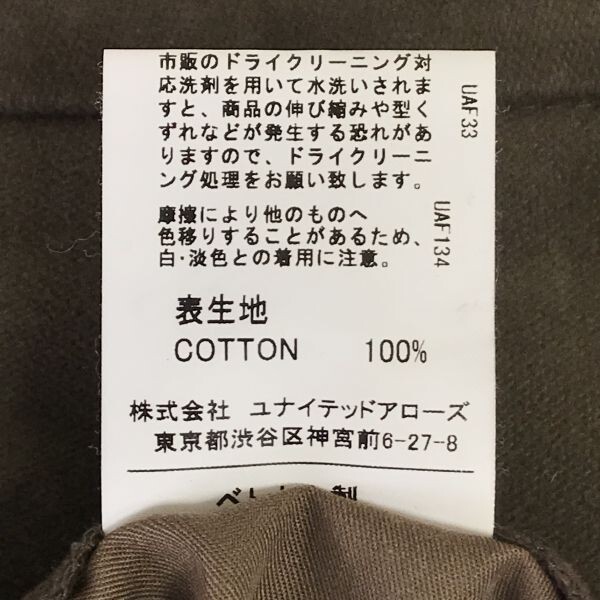 市販のドライクリーニング対
応洗剤を用いて水洗いされま
すと、商品の伸び縮みや型く
ずれなどが発生する恐れがあ
りますので、ドライクリーニ
ング処理をお願い致します。
UAF33
摩擦により他のものへ
色移りすることがあるため、
白・淡色との着用に注意。
UAF134
表生地
COTTON 100%
株式会社 ユナイテッドアローズ
東京都渋谷区神宮前6-27-8